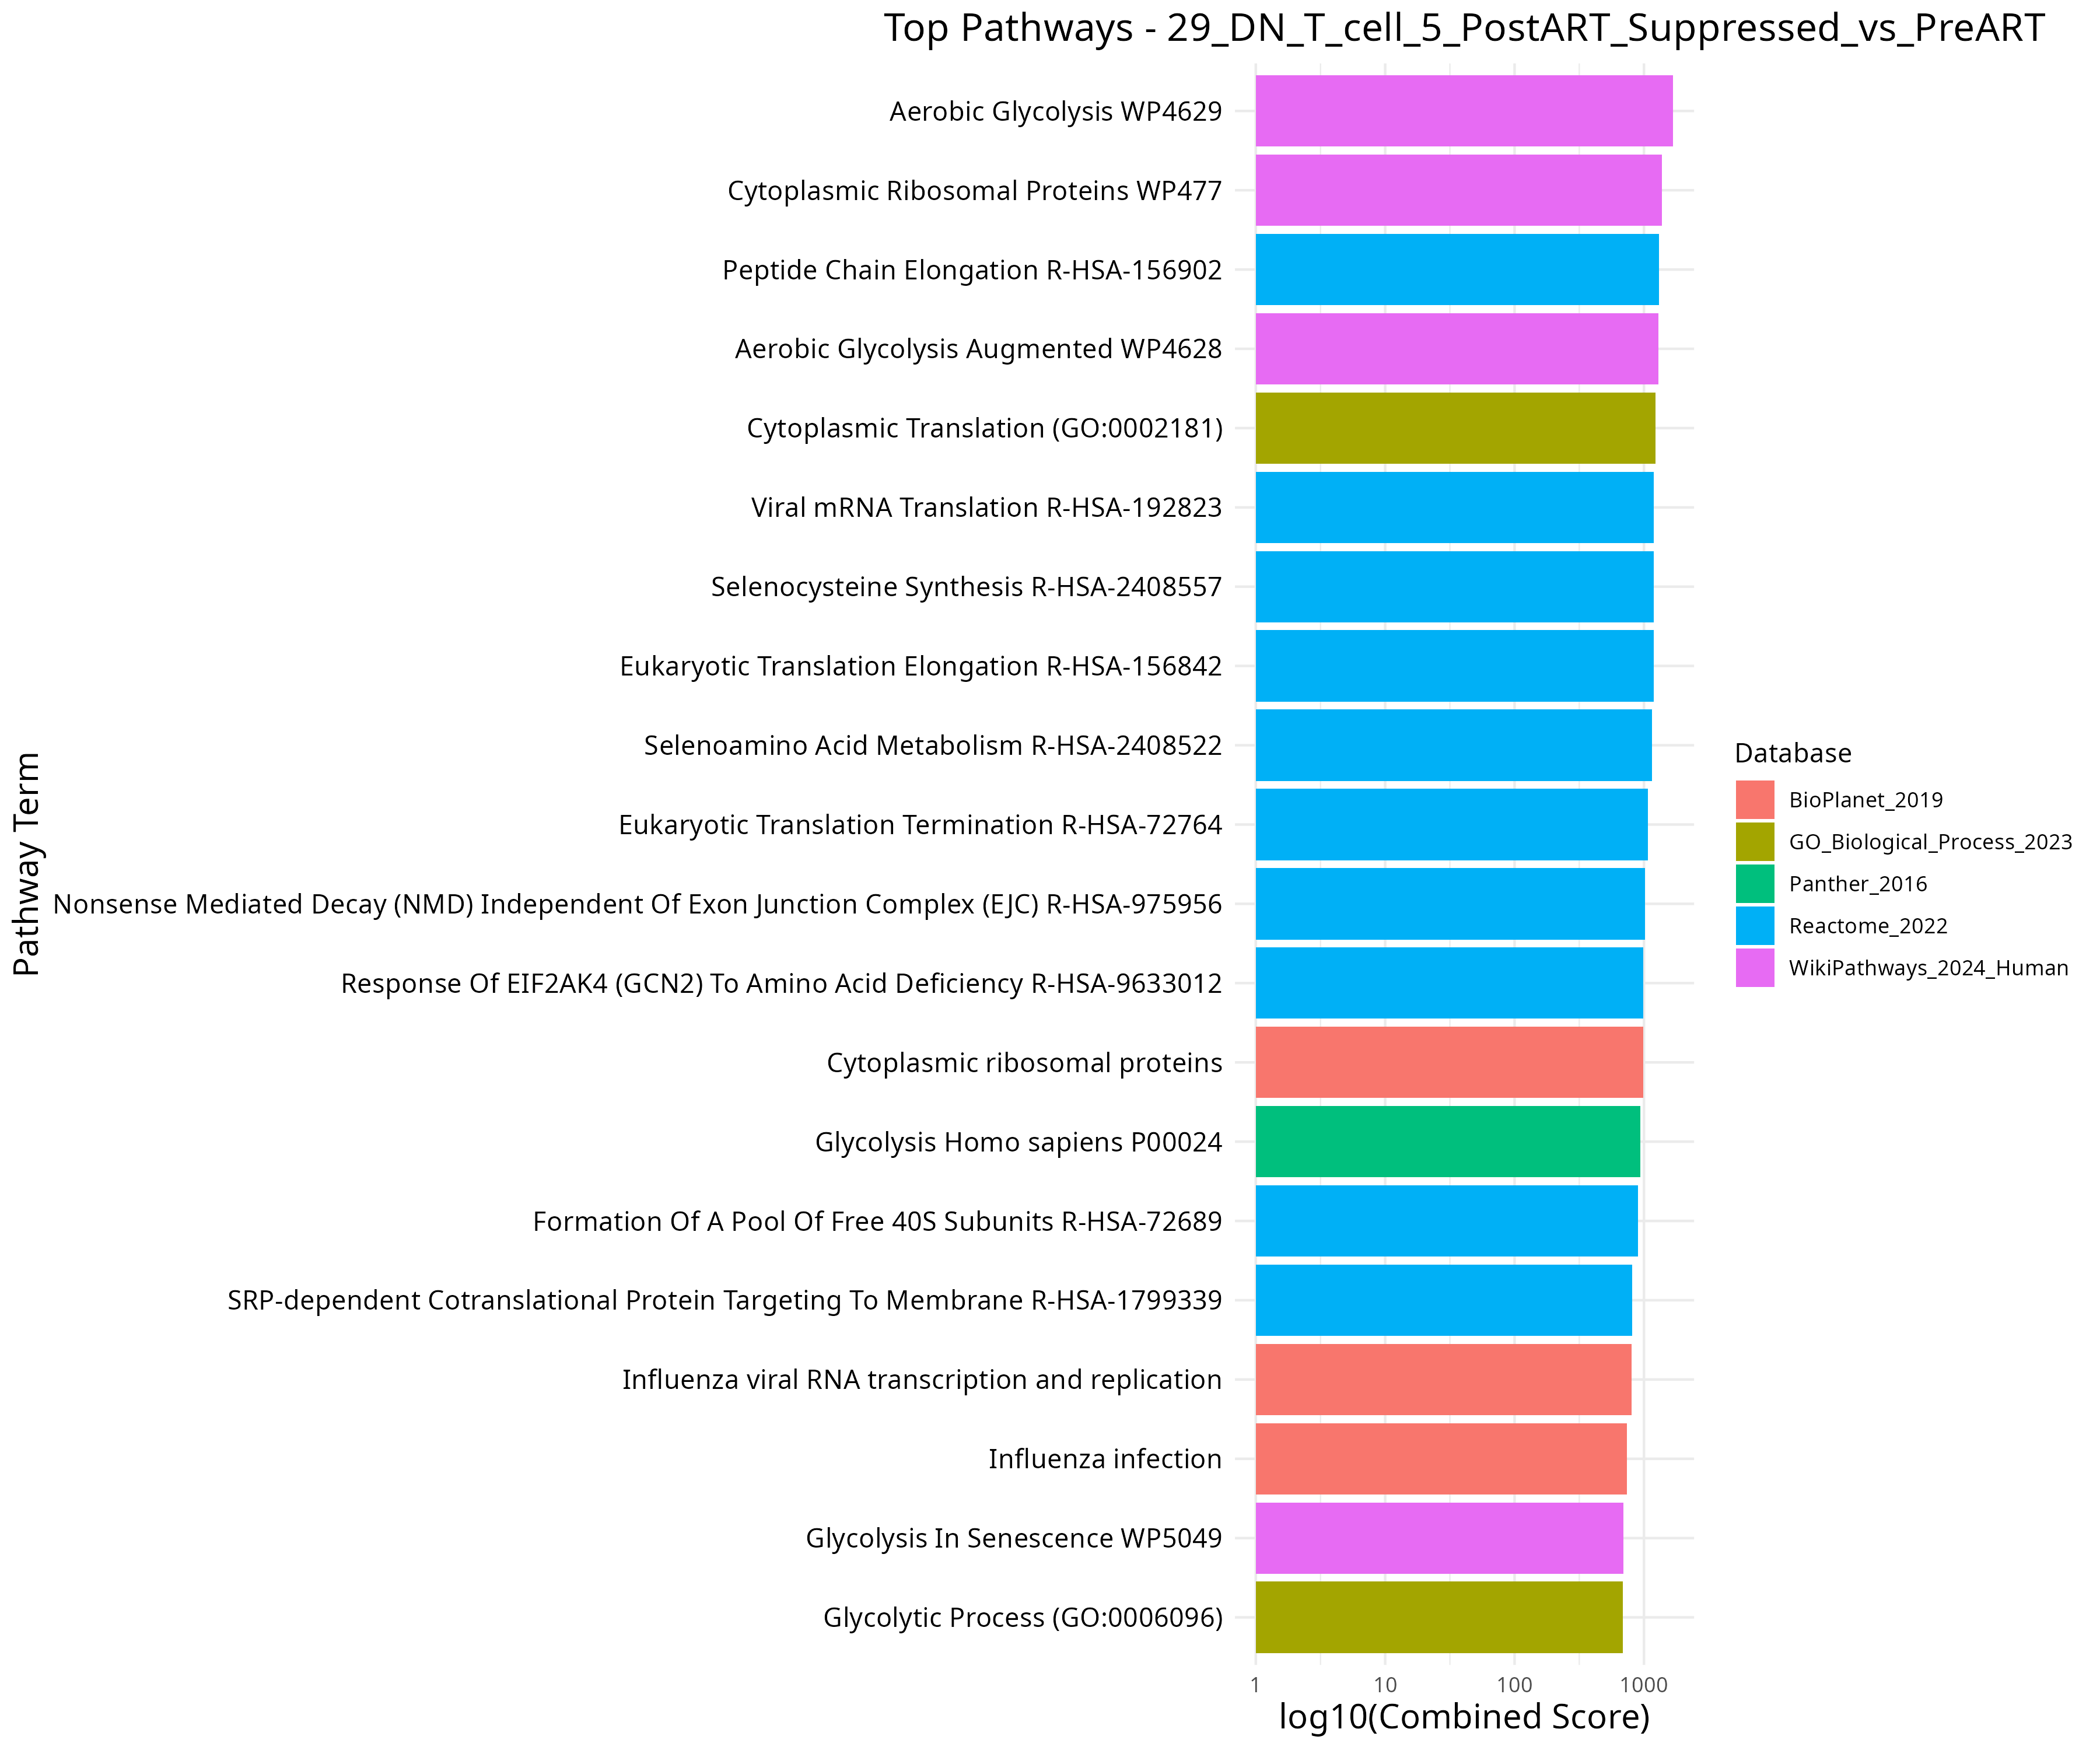 Top Pathways - 29_DN_T_cell_5_PostART_Suppressed_vs_PreART
Pathway Term
Aerobic Glycolysis WP4629
Cytoplasmic Ribosomal Proteins WP477
Peptide Chain Elongation R-HSA-156902
Aerobic Glycolysis Augmented WP4628
Cytoplasmic Translation (GO:0002181)
Viral mRNA Translation R-HSA-192823
Selenocysteine Synthesis R-HSA-2408557
Eukaryotic Translation Elongation R-HSA-156842
Selenoamino Acid Metabolism R-HSA-2408522
Eukaryotic Translation Termination R-HSA-72764
Nonsense Mediated Decay (NMD) Independent Of Exon Junction Complex (EJC) R-HSA-975956
Response Of EIF2AK4 (GCN2) To Amino Acid Deficiency R-HSA-9633012
Cytoplasmic ribosomal proteins
Glycolysis Homo sapiens P00024
Formation Of A Pool Of Free 40S Subunits R-HSA-72689
SRP-dependent Cotranslational Protein Targeting To Membrane R-HSA-1799339
Influenza viral RNA transcription and replication
Influenza infection
Glycolysis In Senescence WP5049
Glycolytic Process (GO:0006096)
1 10 100 1000
log10(Combined Score)
Database
BioPlanet_2019
GO_Biological_Process_2023
Panther_2016
Reactome_2022
WikiPathways_2024_Human